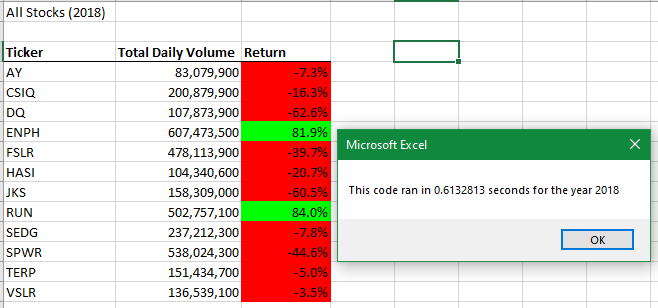 All Stocks (2018)
Ticker Total Daily Volume Return
AY 83,079,900 -7.3%
CSIQ 200,879,900 -16.3%
DQ 107,873,900 -62.6%
ENPH 607,473,500 81.9%
FSLR 478,113,900 -39.7%
HASI 104,340,600 -20.7%
JKS 158,309,000 -60.5%
RUN 502,757,100 84.0%
SEDG 237,212,300 -7.8%
SPWR 538,024,300 -44.6%
TERP 151,434,700 -5.0%
VSLR 136,539,100 -3.5%
Microsoft Excel
This code ran in 0.6132813 seconds for the year 2018
OK